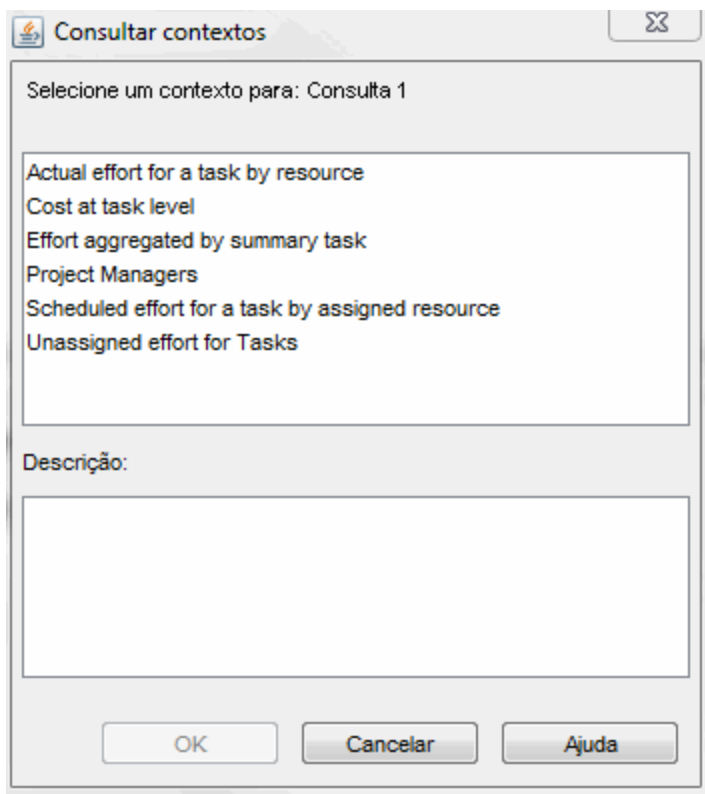 Consultar contextos
Selecione um contexto para: Consulta 1
Actual effort for a task by resource
Cost at task level
Effort aggregated by summary task
Project Managers
Scheduled effort for a task by assigned resource
Unassigned effort for Tasks
Descrição:
OK Cancelar Ajuda